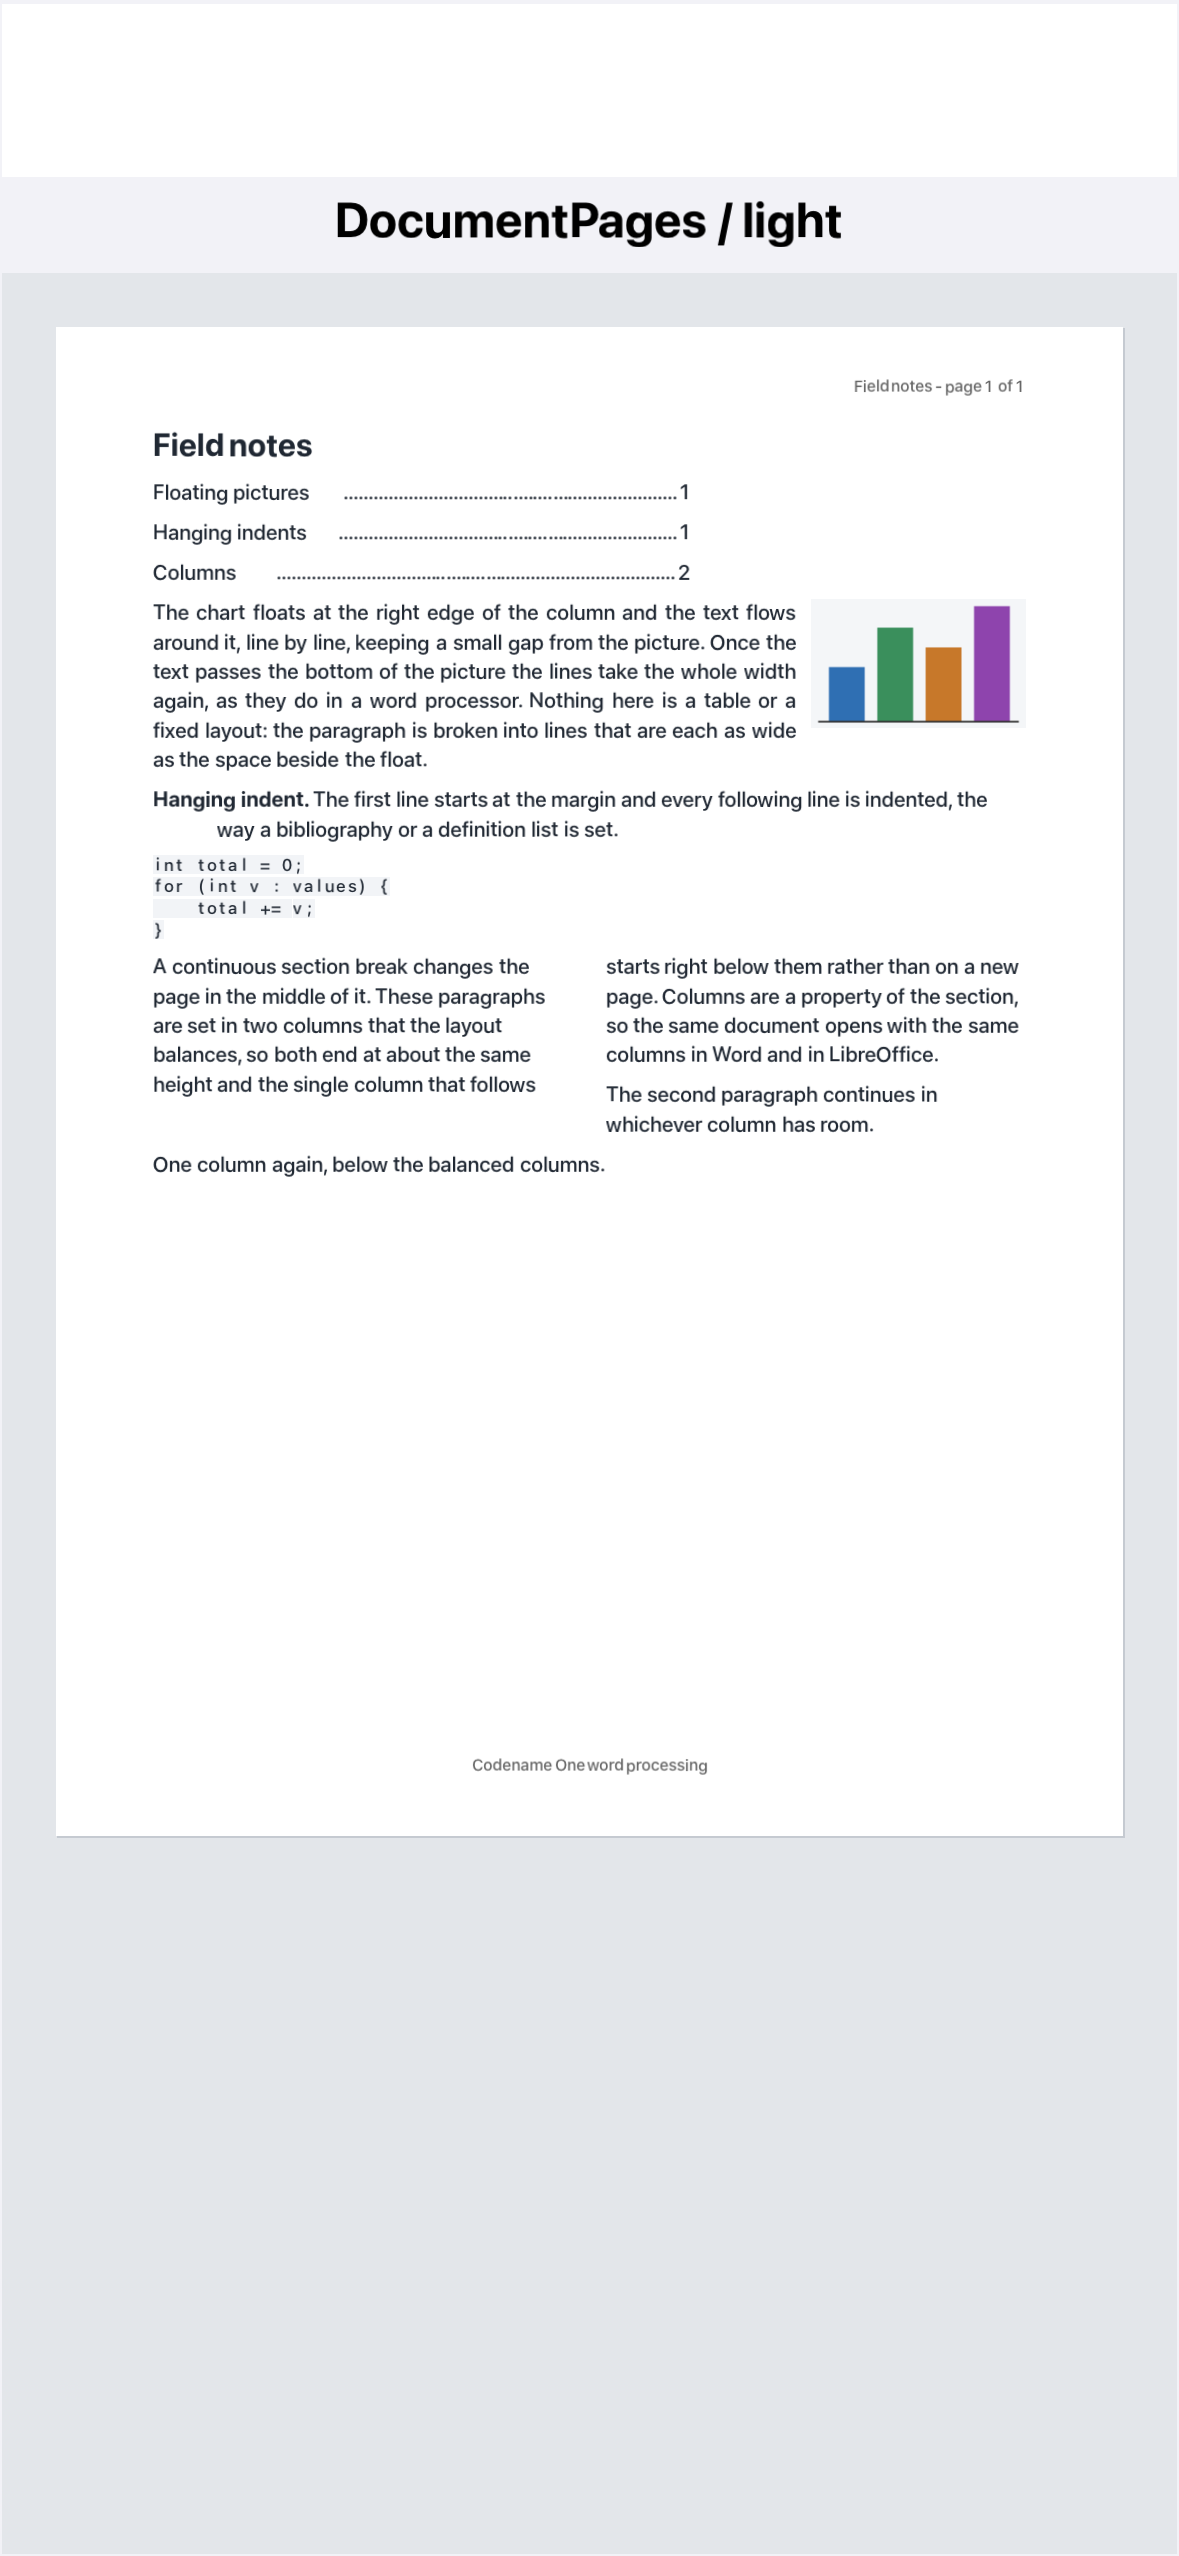 DocumentPages / light
Field notes - page 1 of 1
Field notes
Floating pictures ................................................................... 1
Hanging indents .................................................................... 1
Columns ................................................................................ 2
The chart floats at the right edge of the column and the text flows
around it, line by line, keeping a small gap from the picture. Once the
text passes the bottom of the picture the lines take the whole width
again, as they do in a word processor. Nothing here is a table or a
fixed layout: the paragraph is broken into lines that are each as wide
as the space beside the float.
Hanging indent. The first line starts at the margin and every following line is indented, the
way a bibliography or a definition list is set.
int total = 0;
for (int v : values) {
    total += v;
}
A continuous section break changes the
page in the middle of it. These paragraphs
are set in two columns that the layout
balances, so both end at about the same
height and the single column that follows
starts right below them rather than on a new
page. Columns are a property of the section,
so the same document opens with the same
columns in Word and in LibreOffice.
The second paragraph continues in
whichever column has room.
One column again, below the balanced columns.
Codename One word processing